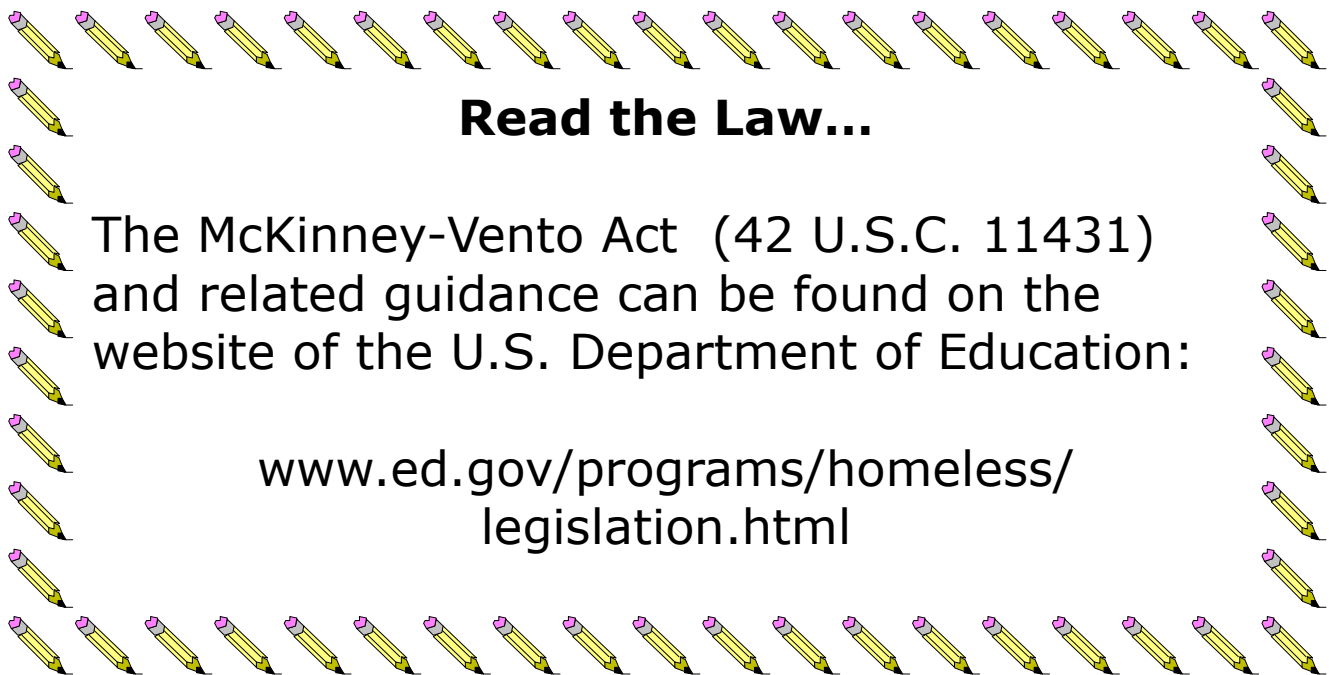 Read the Law…
The McKinney-Vento Act  (42 U.S.C. 11431)
and related guidance can be found on the
website of the U.S. Department of Education:
www.ed.gov/programs/homeless/
legislation.html